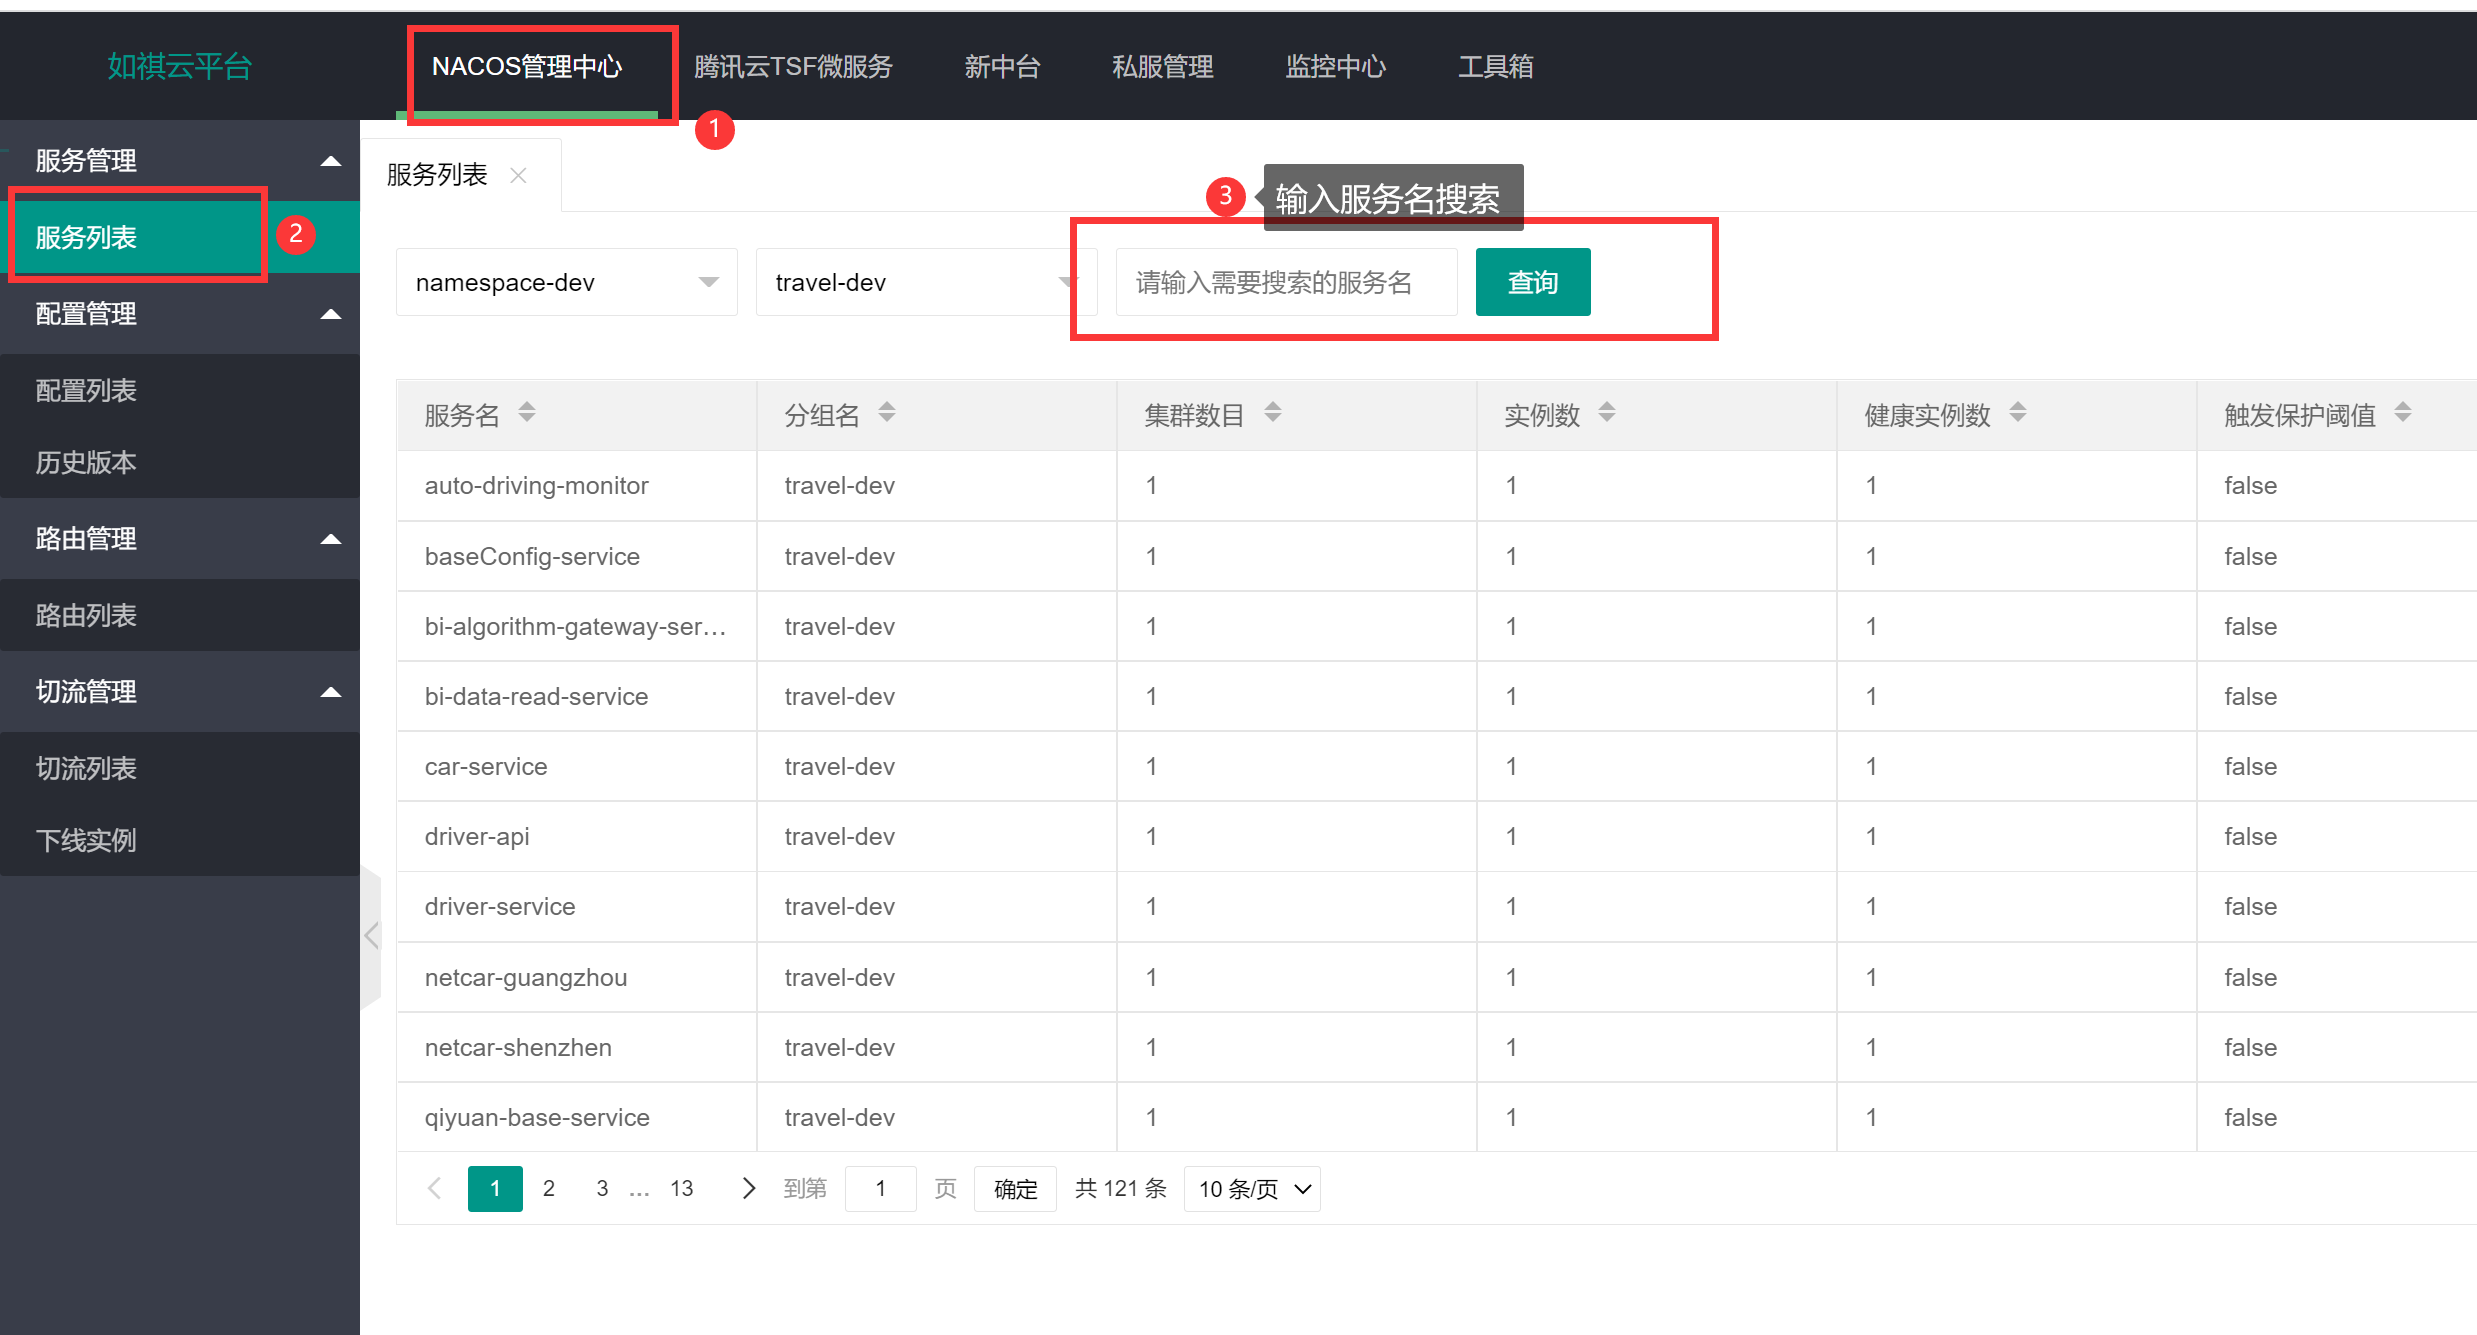 如祺云平台
NACOS管理中心 腾讯云TSF微服务 新中台 私服管理 监控中心 工具箱
1
服务管理
服务列表
2
配置管理
配置列表
历史版本
路由管理
路由列表
切流管理
切流列表
下线实例
服务列表
3 输入服务名搜索
namespace-dev travel-dev 请输入需要搜索的服务名 查询
服务名 分组名 集群数目 实例数 健康实例数 触发保护阈值
auto-driving-monitor travel-dev 1 1 1 false
baseConfig-service travel-dev 1 1 1 false
bi-algorithm-gateway-ser... travel-dev 1 1 1 false
bi-data-read-service travel-dev 1 1 1 false
car-service travel-dev 1 1 1 false
driver-api travel-dev 1 1 1 false
driver-service travel-dev 1 1 1 false
netcar-guangzhou travel-dev 1 1 1 false
netcar-shenzhen travel-dev 1 1 1 false
qiyuan-base-service travel-dev 1 1 1 false
1 2 3 ... 13 到第 1 页 确定 共 121 条 10 条/页